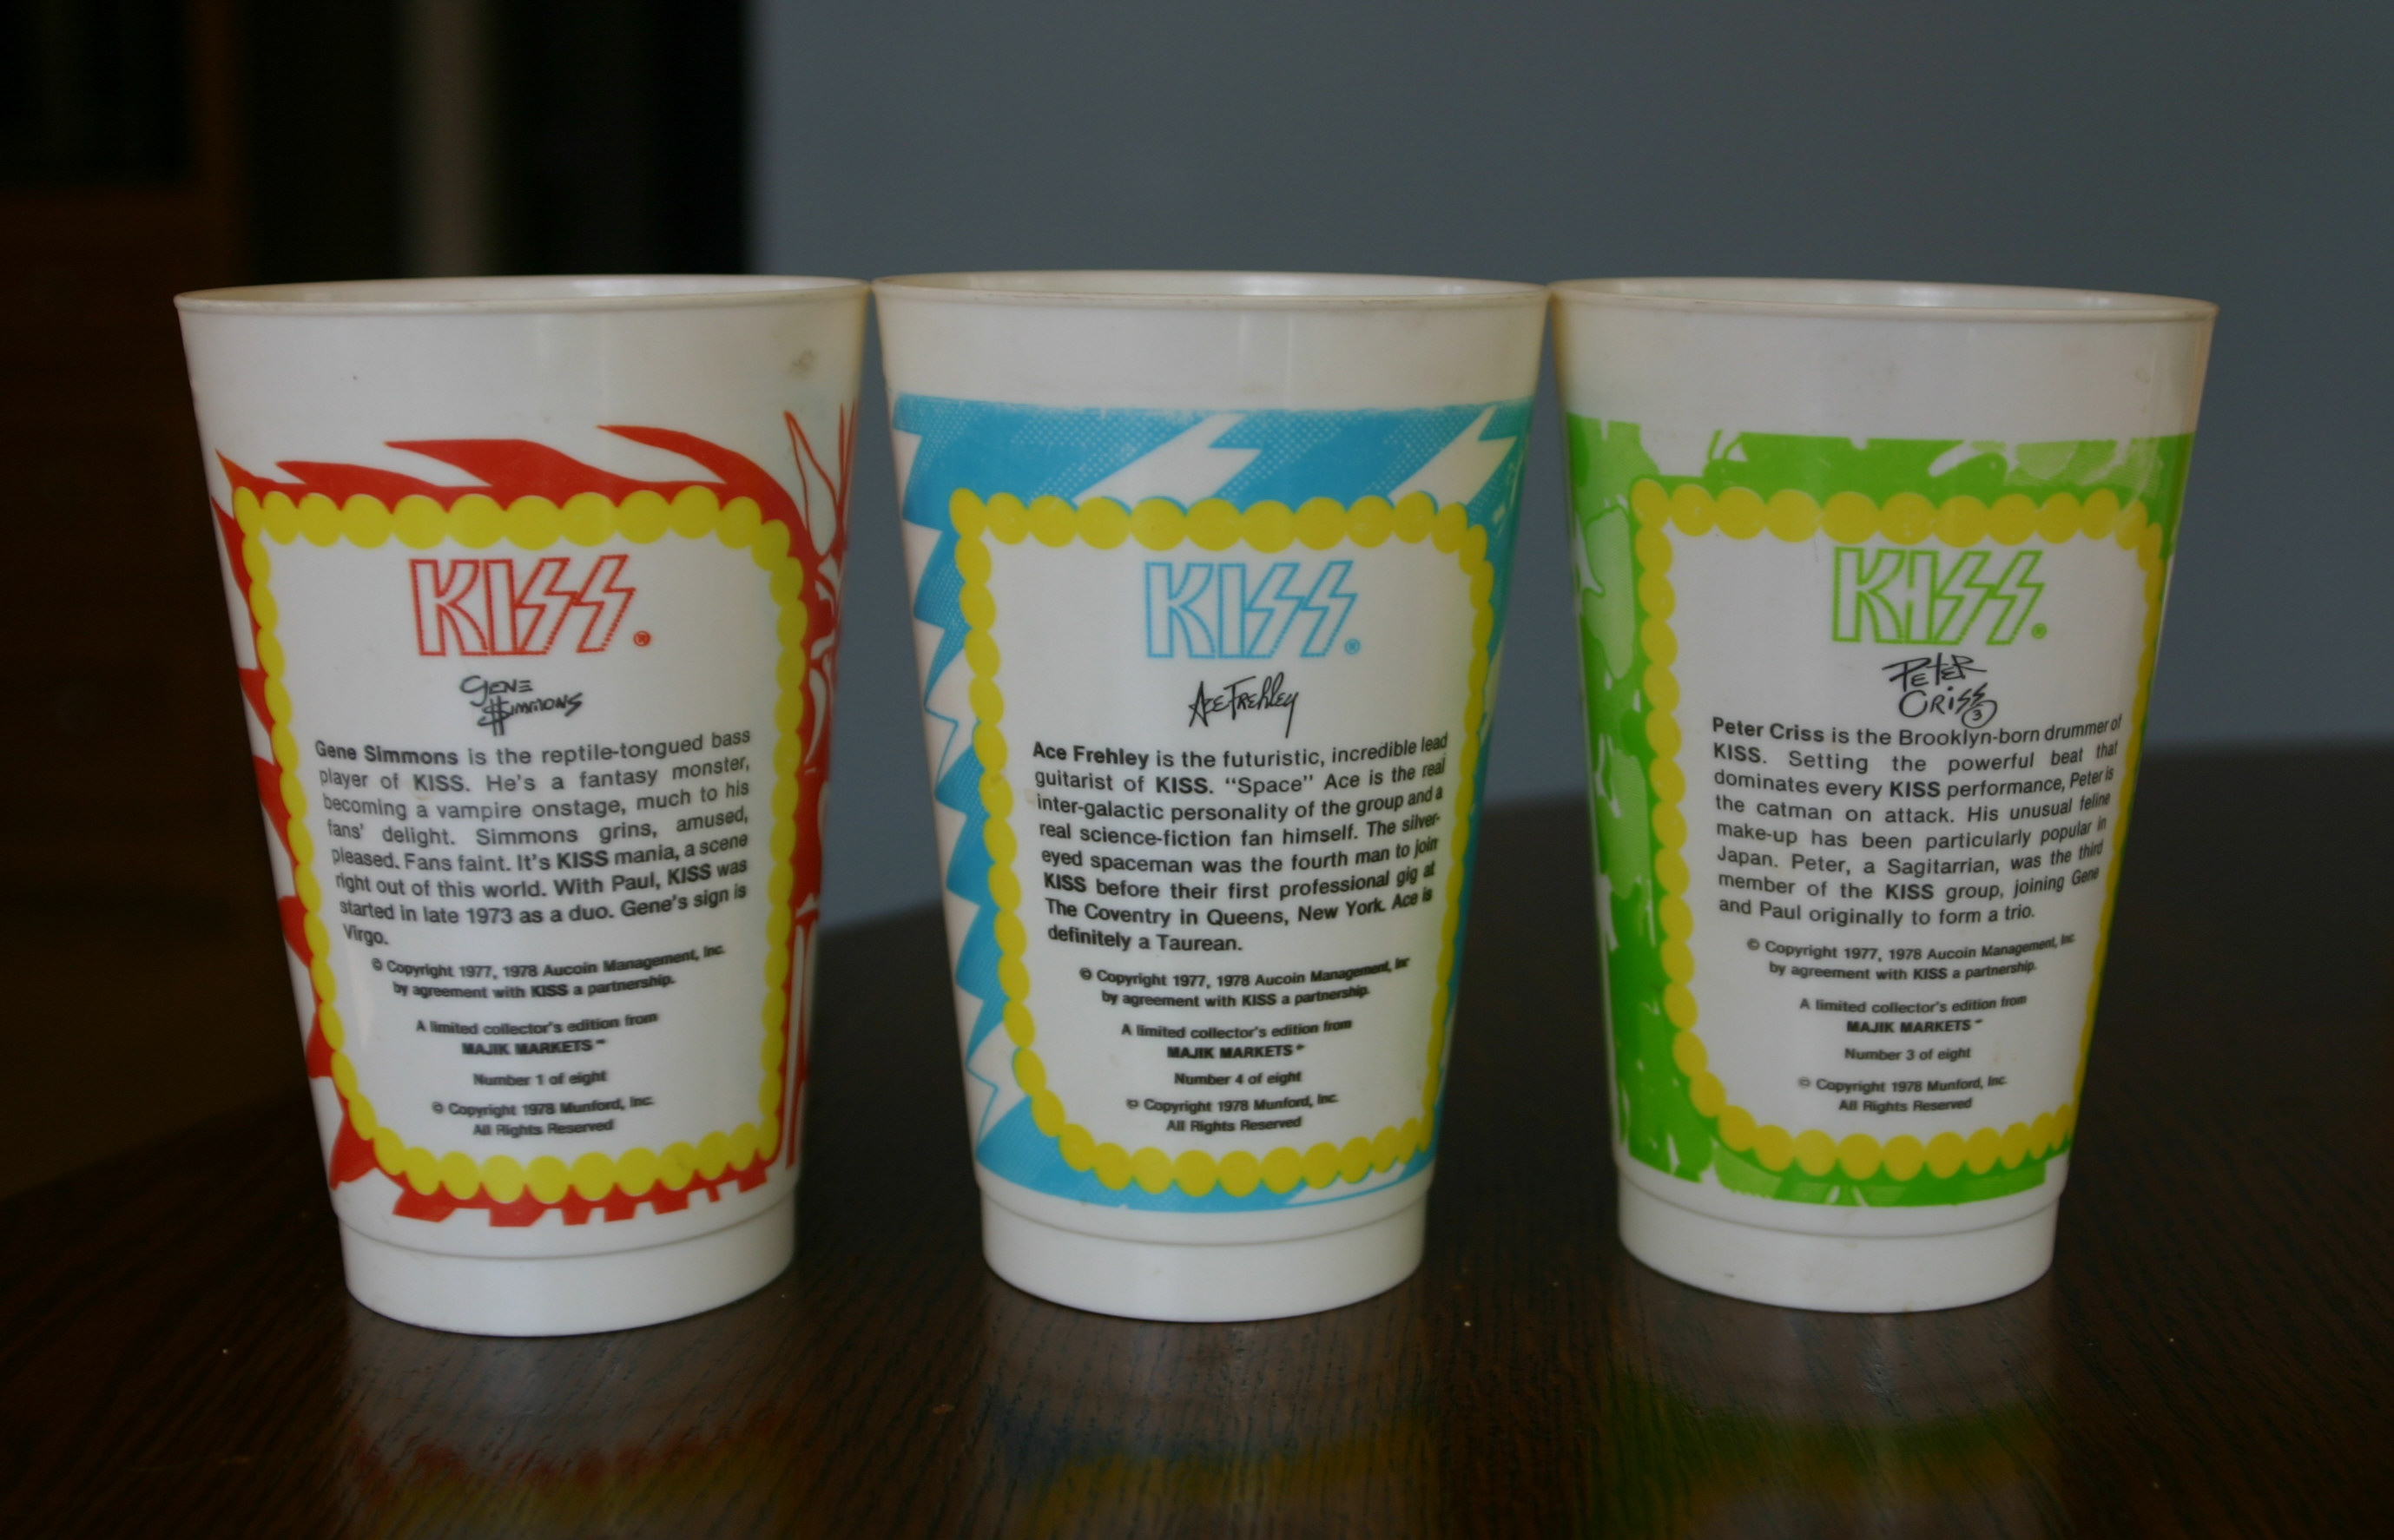 KISS®
Gene
$immons
Gene Simmons is the reptile-tongued bass
player of KISS. He's a fantasy monster,
becoming a vampire onstage, much to his
fans' delight. Simmons grins, amused,
pleased. Fans faint. It's KISS mania, a scene
right out of this world. With Paul, KISS was
started in late 1973 as a duo. Gene's sign is
Virgo.
© Copyright 1977, 1978 Aucoin Management, Inc.
by agreement with KISS a partnership.
A limited collector's edition from
MAJIK MARKETS™
Number 1 of eight
© Copyright 1978 Munford, Inc.
All Rights Reserved
KISS®
Ace Frehley
Ace Frehley is the futuristic, incredible lead
guitarist of KISS. "Space" Ace is the real
inter-galactic personality of the group and a
real science-fiction fan himself. The silver-
eyed spaceman was the fourth man to join
KISS before their first professional gig at
The Coventry in Queens, New York. Ace is
definitely a Taurean.
© Copyright 1977, 1978 Aucoin Management, Inc
by agreement with KISS a partnership.
A limited collector's edition from
MAJIK MARKETS™
Number 4 of eight
© Copyright 1978 Munford, Inc.
All Rights Reserved
KISS®
Peter
Criss
3
Peter Criss is the Brooklyn-born drummer of
KISS. Setting the powerful beat that
dominates every KISS performance, Peter is
the catman on attack. His unusual feline
make-up has been particularly popular in
Japan. Peter, a Sagitarrian, was the third
member of the KISS group, joining Gene
and Paul originally to form a trio.
© Copyright 1977, 1978 Aucoin Management, Inc
by agreement with KISS a partnership.
A limited collector's edition from
MAJIK MARKETS™
Number 3 of eight
© Copyright 1978 Munford, Inc.
All Rights Reserved